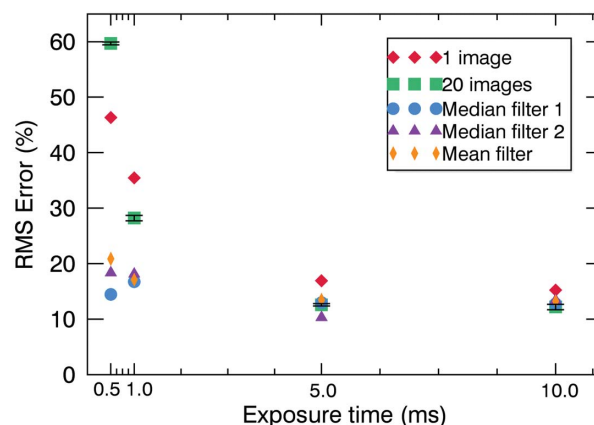 60
50
40
30
20
10
0
RMS Error (%)
1 image
20 images
Median filter 1
Median filter 2
Mean filter
0.5 1.0 5.0 10.0
Exposure time (ms)